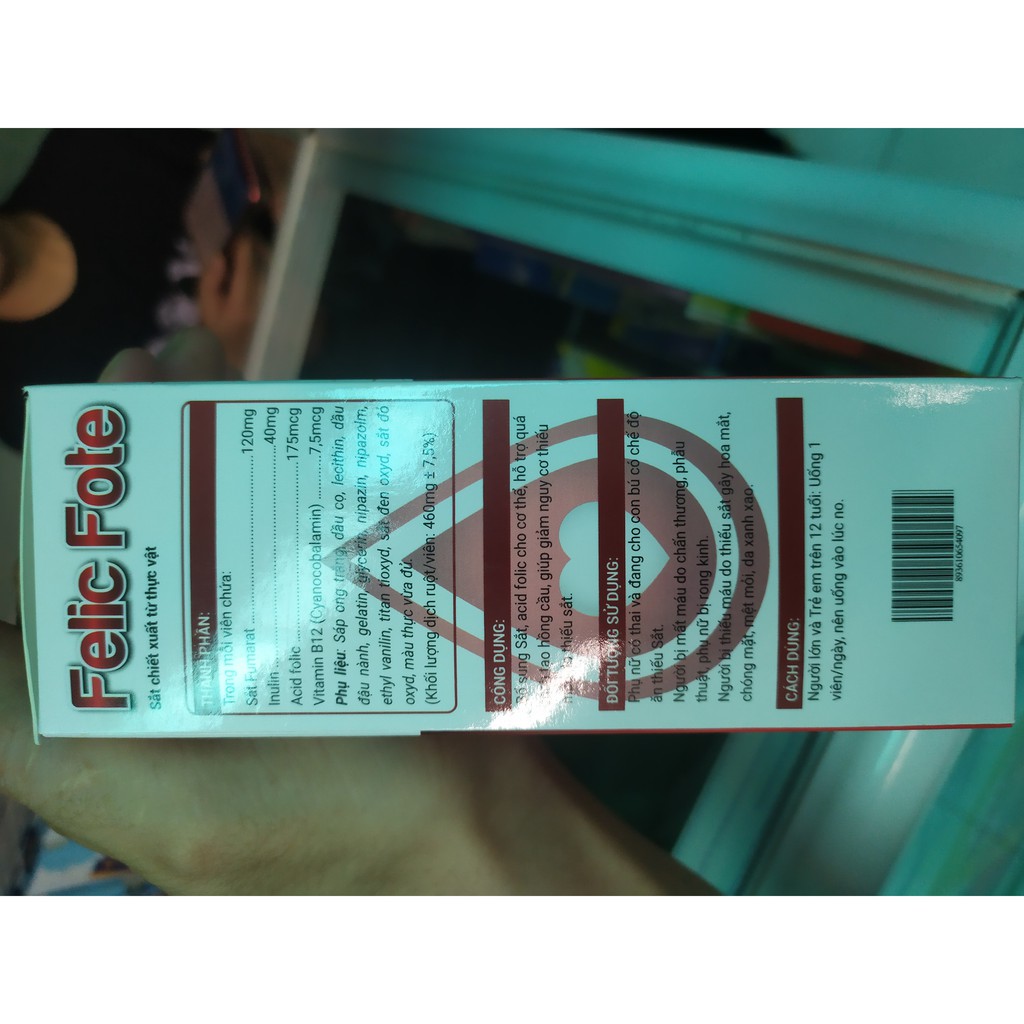 Felic Fote
Sắt chiết xuất từ thực vật
THÀNH PHẦN:
Trong mỗi viên chứa:
Sắt Fumarat ........ 120mg
Inulin ........ 40mg
Acid folic ........ 175mcg
Vitamin B12 (Cyanocobalamin) ........ 7,5mcg
Phụ liệu: Sáp ong trắng, dầu cọ, lecithin, dầu
đậu nành, gelatin, glycerin, nipazin, nipazolm,
ethyl vanilin, titan tioxyd, sắt đen oxyd, sắt đỏ
oxyd, màu thực vừa đủ.
(Khối lượng dịch ruột/viên: 460mg ± 7,5%)
CÔNG DỤNG:
Bổ sung Sắt, acid folic cho cơ thể, hỗ trợ quá
tạo hồng cầu, giúp giảm nguy cơ thiếu
thiếu sắt.
ĐỐI TƯỢNG SỬ DỤNG:
Phụ nữ có thai và đang cho con bú có chế độ
ăn thiếu Sắt.
Người bị mất máu do chấn thương, phẫu
thuật, phụ nữ bị rong kinh.
Người bị thiếu máu do thiếu sắt gây hoa mắt,
chóng mặt, mệt mỏi, da xanh xao.
CÁCH DÙNG:
Người lớn và Trẻ em trên 12 tuổi: Uống 1
viên/ngày, nên uống vào lúc no.
8936106654097